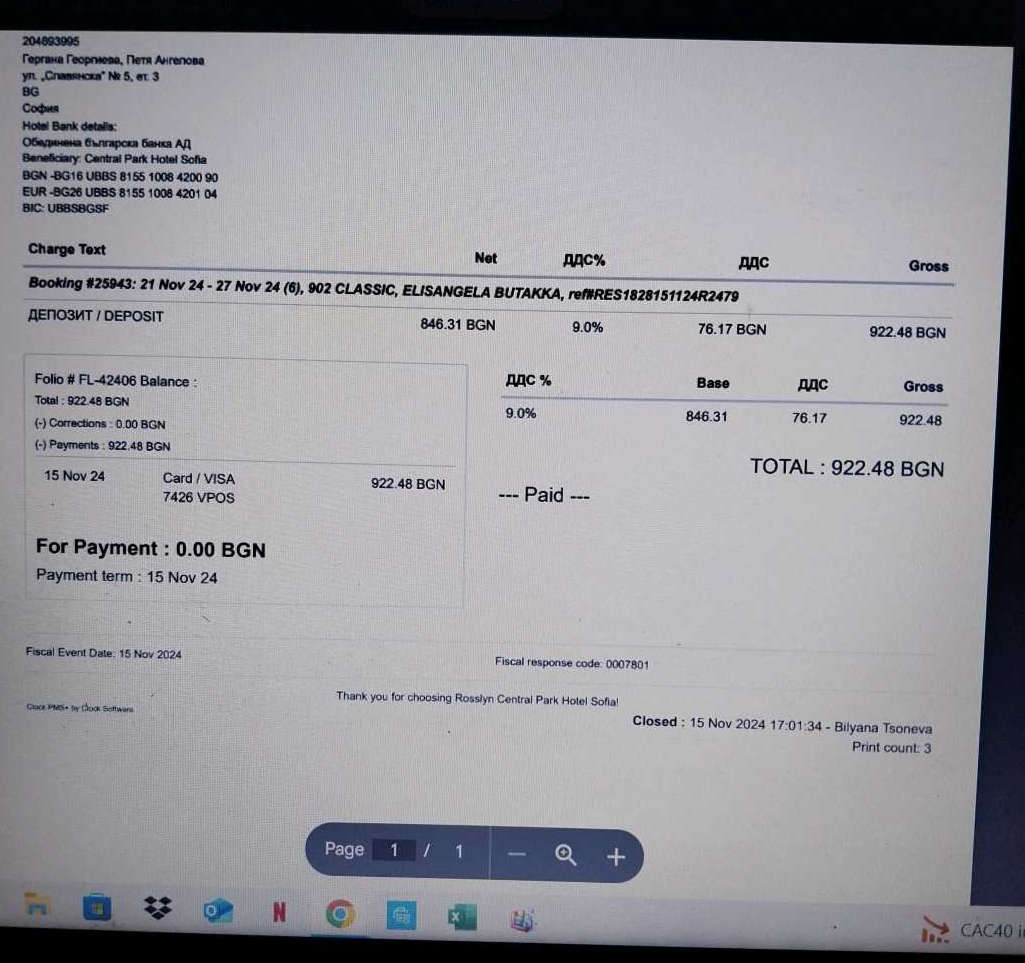 204893995
Гергана Георгиева, Петя Ангелова
ул. „Славянска" № 5, ет. 3
BG
София
Hotel Bank details:
Обединена българска банка АД
Beneficiary: Central Park Hotel Sofia
BGN -BG16 UBBS 8155 1008 4200 90
EUR -BG26 UBBS 8155 1008 4201 04
BIC: UBBSBGSF
Charge Text Net ДДС% ДДС Gross
Booking #25943: 21 Nov 24 - 27 Nov 24 (6), 902 CLASSIC, ELISANGELA BUTAKKA, ref#RES1828151124R2479
ДЕПОЗИТ / DEPOSIT 846.31 BGN 9.0% 76.17 BGN 922.48 BGN
Folio # FL-42406 Balance :
Total : 922.48 BGN
(-) Corrections : 0.00 BGN
(-) Payments : 922.48 BGN
15 Nov 24 Card / VISA 922.48 BGN
7426 VPOS
For Payment : 0.00 BGN
Payment term : 15 Nov 24
ДДС % Base ДДС Gross
9.0% 846.31 76.17 922.48
TOTAL : 922.48 BGN
--- Paid ---
Fiscal Event Date: 15 Nov 2024
Fiscal response code: 0007801
Thank you for choosing Rosslyn Central Park Hotel Sofia!
Clock PMS+ by Clock Software
Closed : 15 Nov 2024 17:01:34 - Bilyana Tsoneva
Print count: 3
Page 1 / 1
CAC40